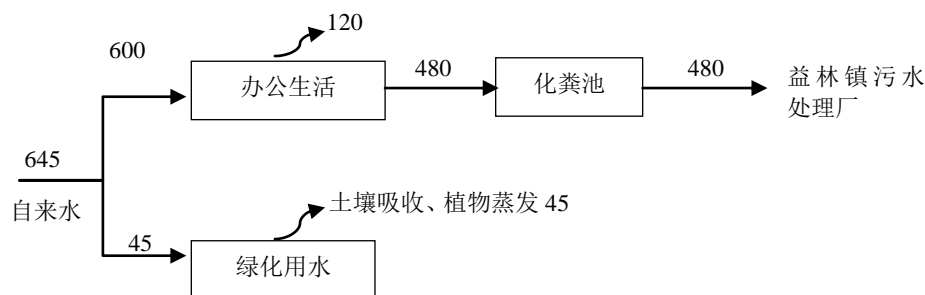 120
600
办公生活
480
化粪池
480
益林镇污水
处理厂
645
自来水
土壤吸收、植物蒸发 45
45
绿化用水